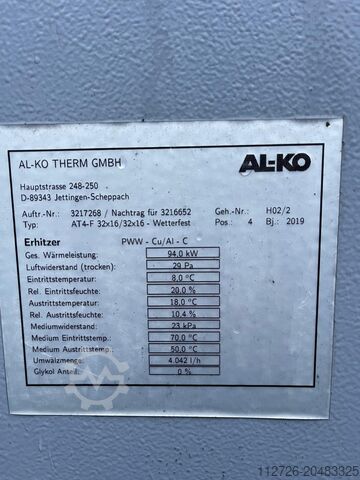 AL-KO THERM GMBH
AL-KO
Hauptstrasse 248-250
D-89343 Jettingen-Scheppach
Auftr.-Nr.: 3217268 / Nachtrag für 3216652 Geh.-Nr.: H02/2
Typ: AT4-F 32x16/32x16 - Wetterfest Pos.: 4 Bj.: 2019
Erhitzer PWW - Cu/Al - C
Ges. Wärmeleistung: 94,0 kW
Luftwiderstand (trocken): 29 Pa
Eintrittstemperatur: 8,0 °C
Rel. Eintrittsfeuchte: 20,0 %
Austrittstemperatur: 18,0 °C
Rel. Austrittsfeuchte: 10,4 %
Mediumwiderstand: 23 kPa
Medium Eintrittstemp.: 70,0 °C
Medium Austrittstemp.: 50,0 °C
Umwälzmenge: 4.042 l/h
Glykol Anteil: 0 %
Machineseeker
112726-20483325